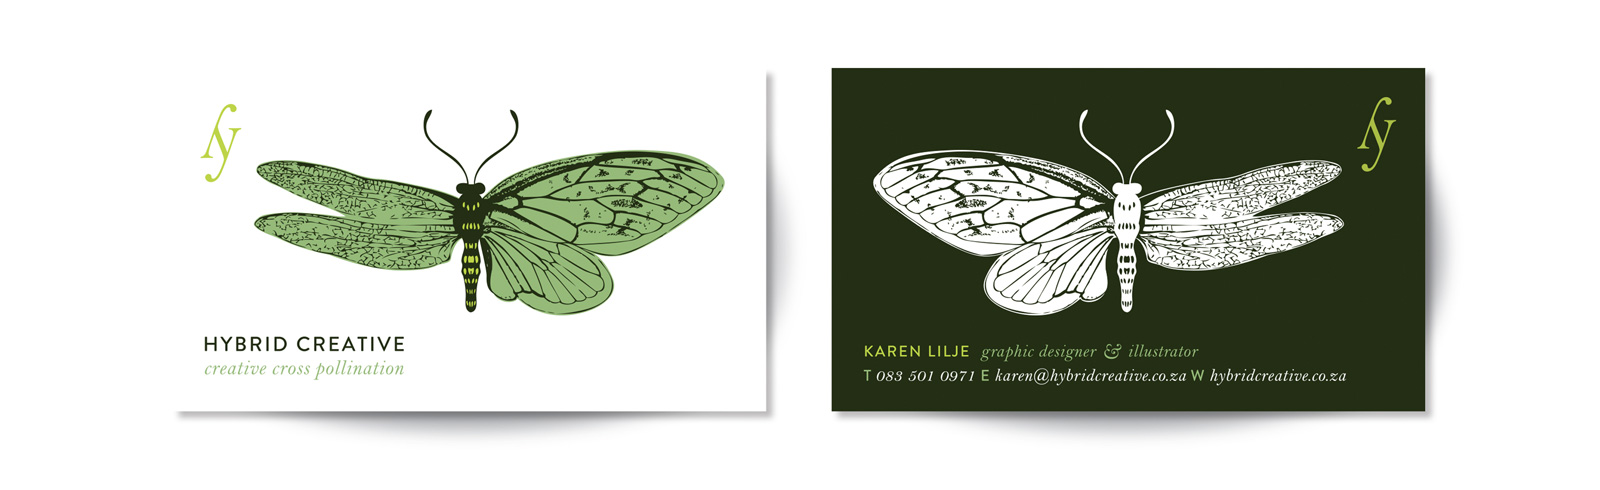 HYBRID CREATIVE
creative cross pollination
KAREN LILJE graphic designer & illustrator
T 083 501 0971 E karen@hybridcreative.co.za W hybridcreative.co.za